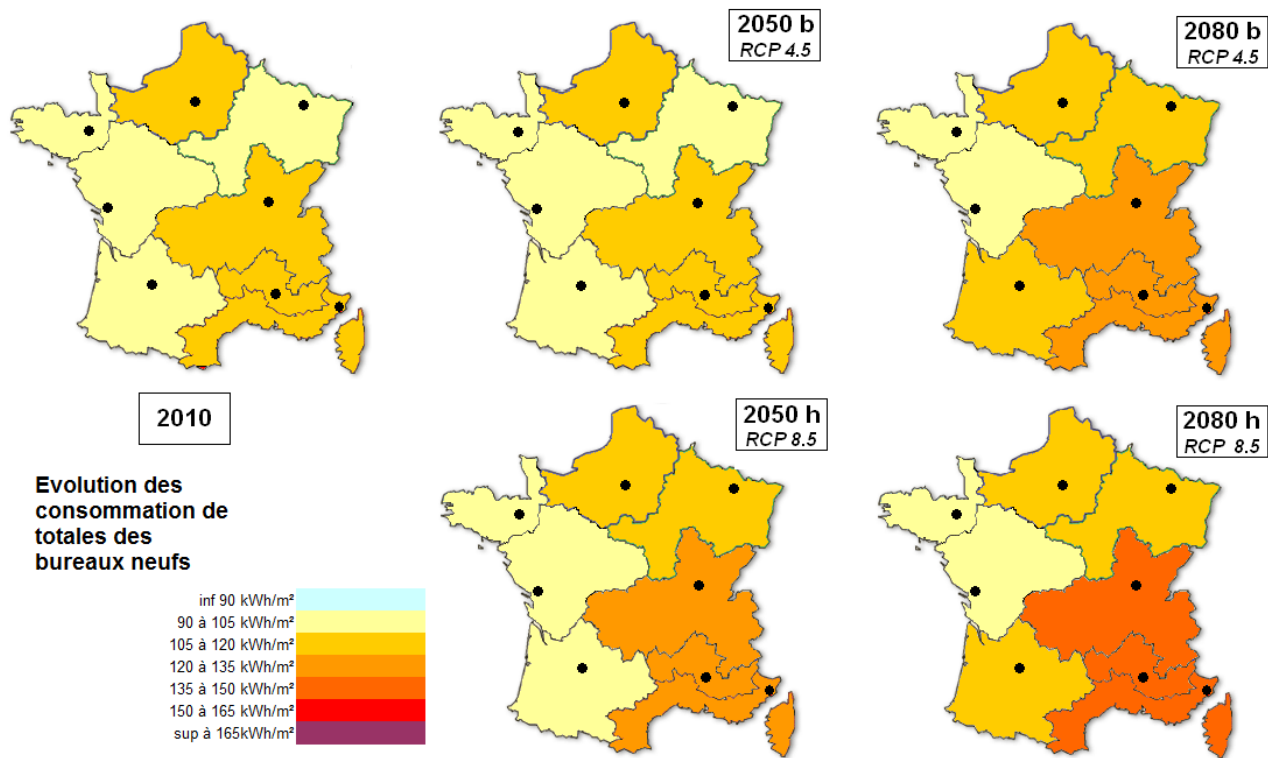 2050 b
RCP 4.5
2080 b
RCP 4.5
2010
2050 h
RCP 8.5
2080 h
RCP 8.5
Evolution des
consommation de
totales des
bureaux neufs
inf 90 kWh/m²
90 à 105 kWh/m²
105 à 120 kWh/m²
120 à 135 kWh/m²
135 à 150 kWh/m²
150 à 165 kWh/m²
sup à 165kWh/m²